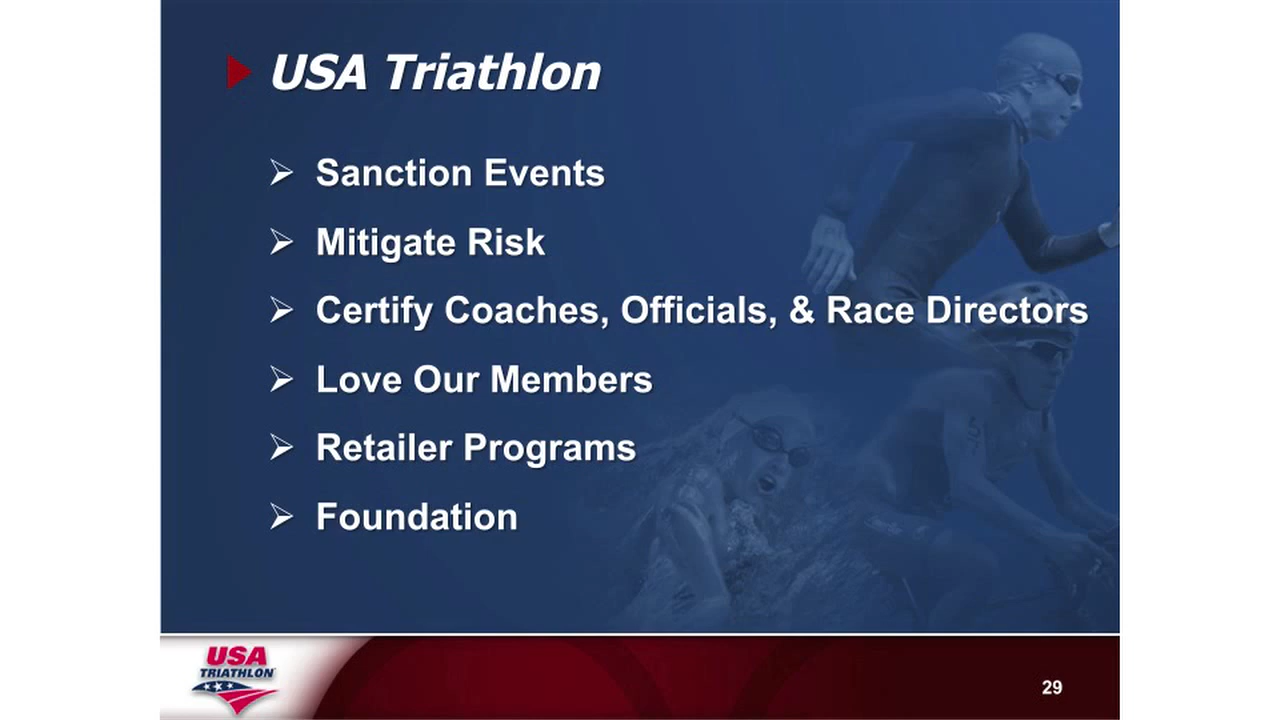 USA Triathlon
Sanction Events
Mitigate Risk
Certify Coaches, Officials, & Race Directors
Love Our Members
Retailer Programs
Foundation
USA
TRIATHLON
29